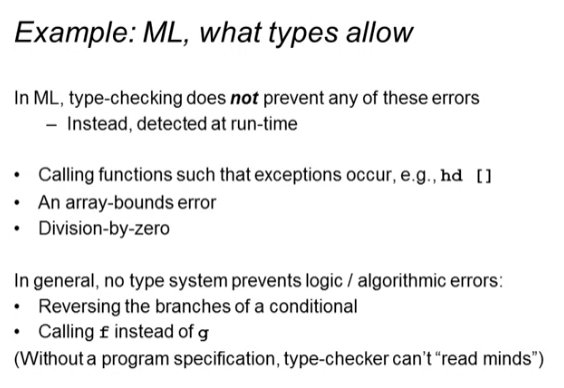 Example: ML, what types allow
In ML, type-checking does not prevent any of these errors
– Instead, detected at run-time
• Calling functions such that exceptions occur, e.g., hd []
• An array-bounds error
• Division-by-zero
In general, no type system prevents logic / algorithmic errors:
• Reversing the branches of a conditional
• Calling f instead of g
(Without a program specification, type-checker can't “read minds”)